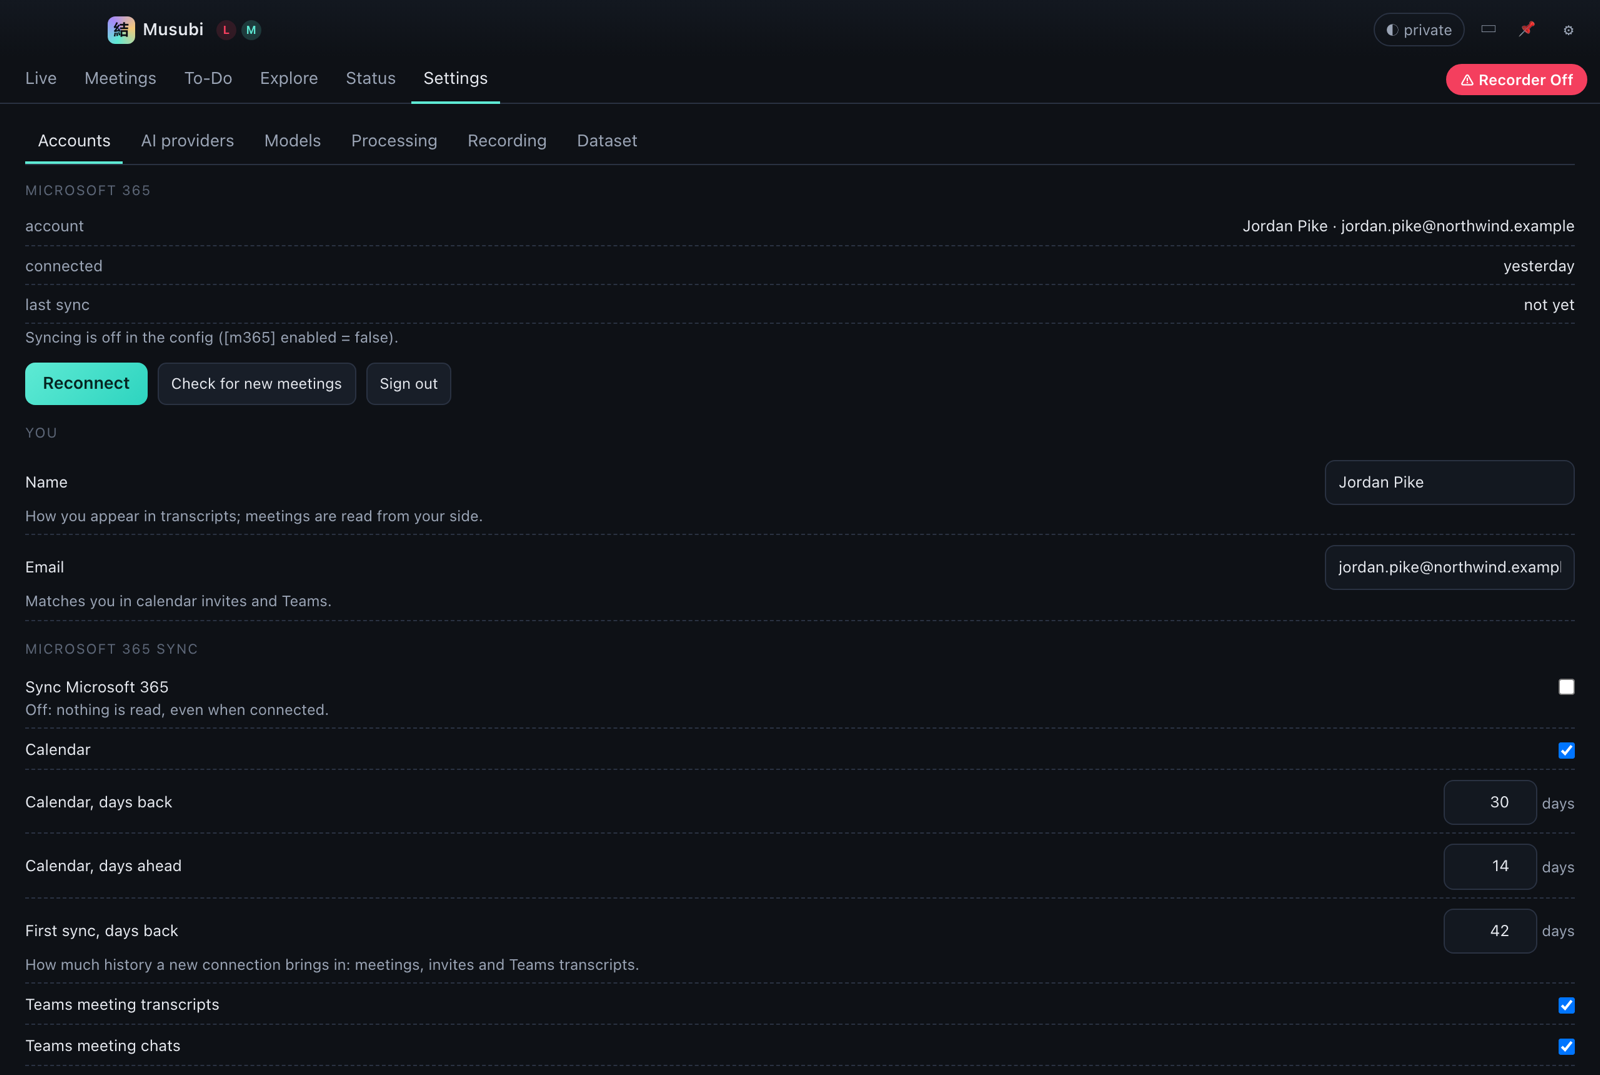 結 Musubi L M private
Live Meetings To-Do Explore Status Settings Recorder Off
Accounts AI providers Models Processing Recording Dataset
MICROSOFT 365
account Jordan Pike · jordan.pike@northwind.example
connected yesterday
last sync not yet
Syncing is off in the config ([m365] enabled = false).
Reconnect Check for new meetings Sign out
YOU
Name Jordan Pike
How you appear in transcripts; meetings are read from your side.
Email jordan.pike@northwind.exampl
Matches you in calendar invites and Teams.
MICROSOFT 365 SYNC
Sync Microsoft 365
Off: nothing is read, even when connected.
Calendar
Calendar, days back 30 days
Calendar, days ahead 14 days
First sync, days back 42 days
How much history a new connection brings in: meetings, invites and Teams transcripts.
Teams meeting transcripts
Teams meeting chats